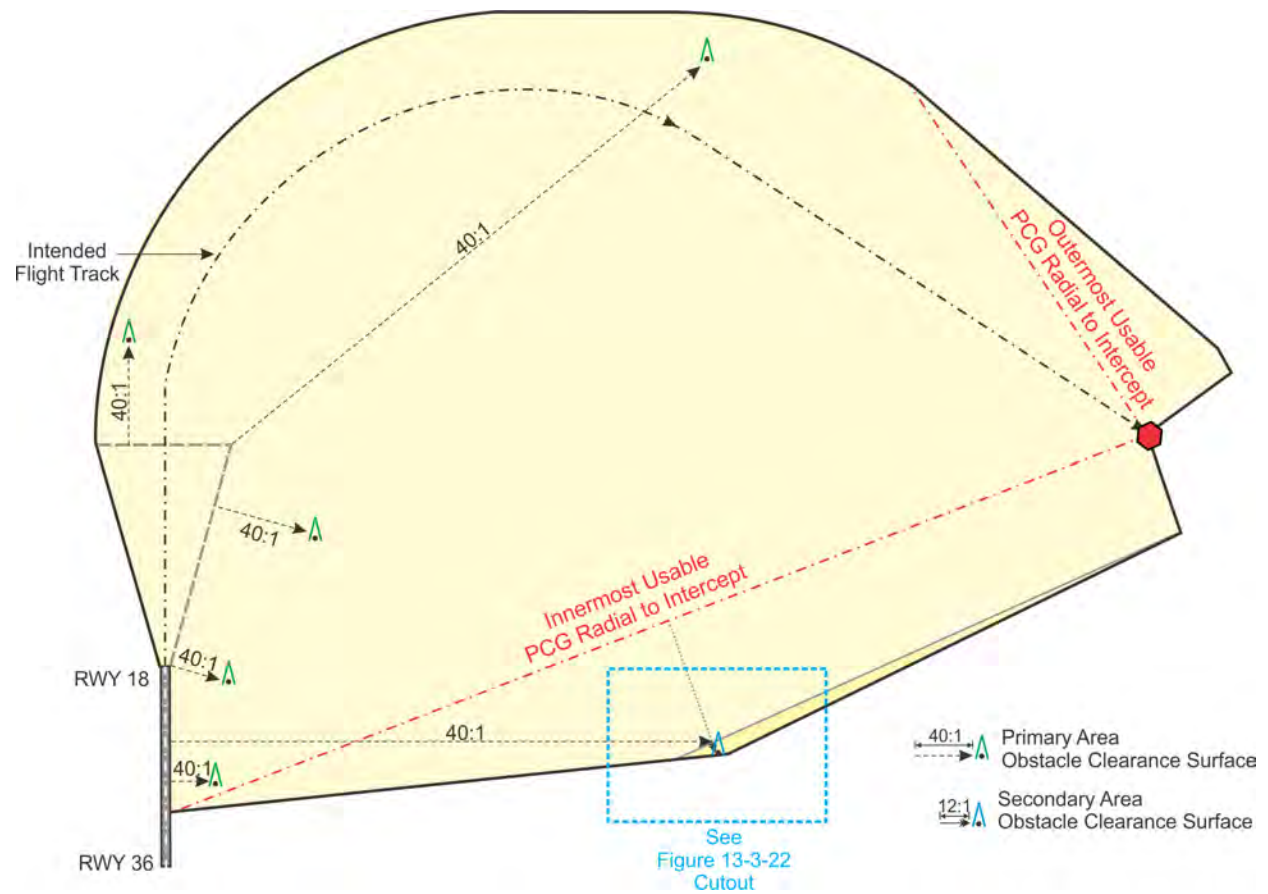 40:1
Outermost Usable
PCG Radial to Intercept
Intended
Flight Track
40:1
40:1
Innermost Usable
PCG Radial to Intercept
40:1
RWY 18
40:1
40:1
RWY 36
See
Figure 13-3-22
Cutout
40:1
Primary Area
Obstacle Clearance Surface
12:1
Secondary Area
Obstacle Clearance Surface